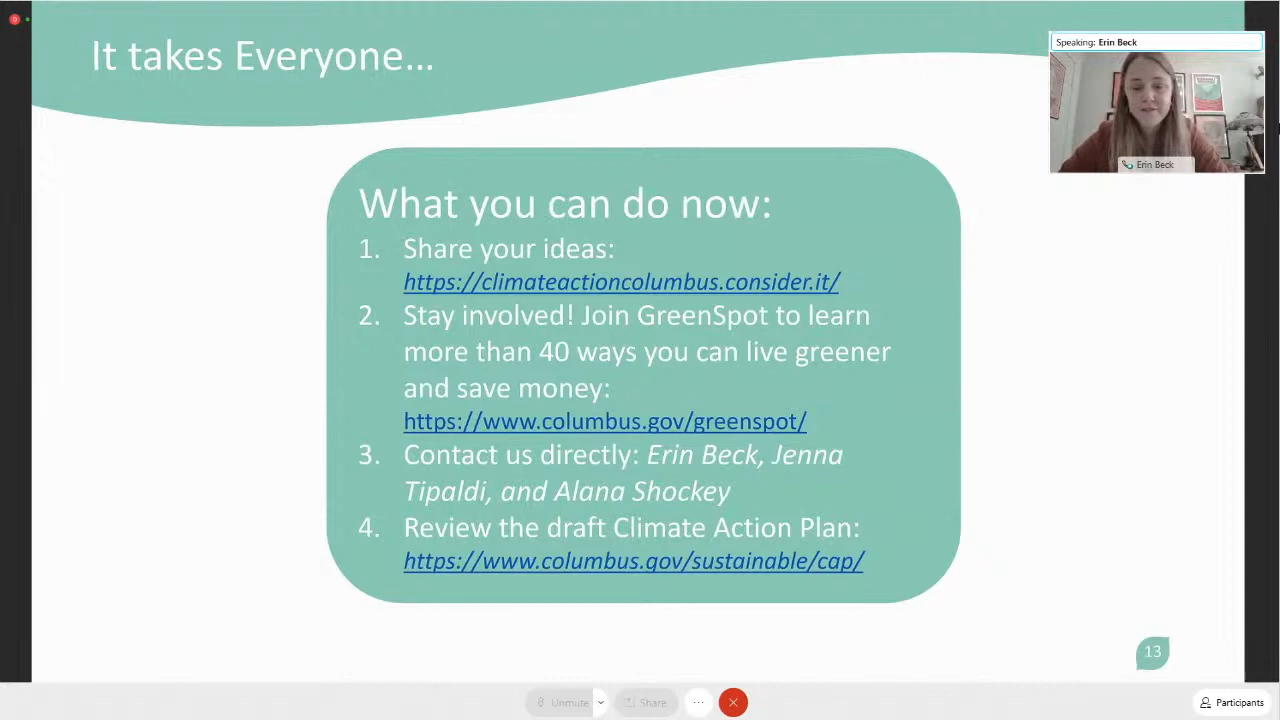 It takes Everyone...
Speaking: Erin Beck
Erin Beck
What you can do now:
1. Share your ideas:
https://climateactioncolumbus.consider.it/
2. Stay involved! Join GreenSpot to learn
more than 40 ways you can live greener
and save money:
https://www.columbus.gov/greenspot/
3. Contact us directly: Erin Beck, Jenna
Tipaldi, and Alana Shockey
4. Review the draft Climate Action Plan:
https://www.columbus.gov/sustainable/cap/
13
Unmute
Share
Participants